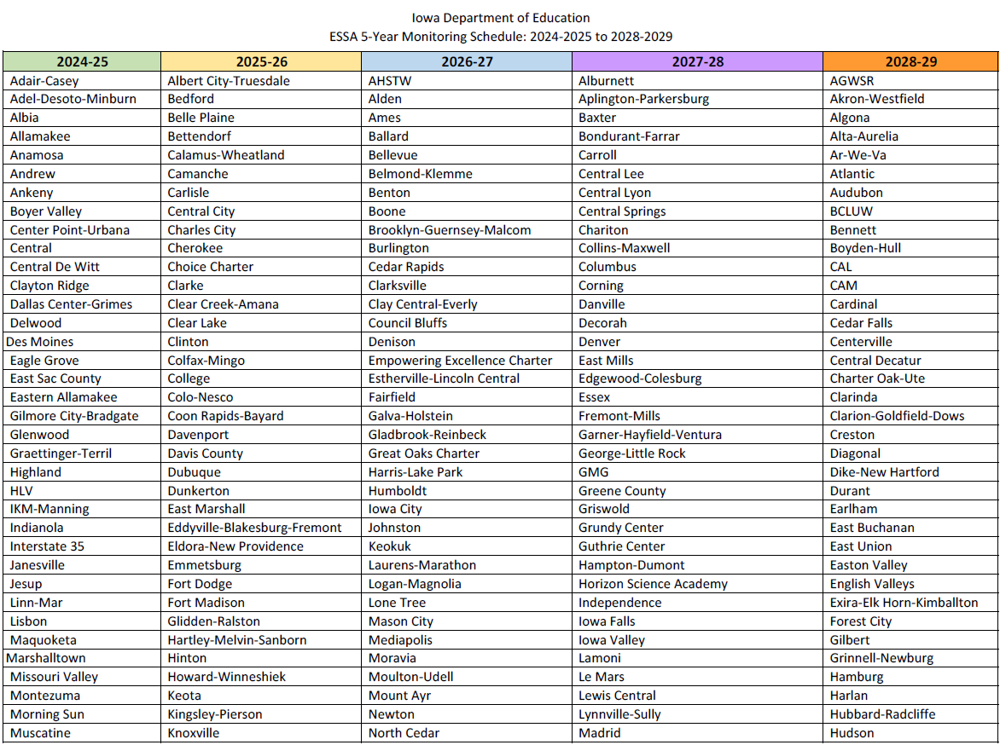 Iowa Department of Education
ESSA 5-Year Monitoring Schedule: 2024-2025 to 2028-2029
2024-25 2025-26 2026-27 2027-28 2028-29
Adair-Casey Albert City-Truesdale AHSTW Alburnett AGWSR
Adel-Desoto-Minburn Bedford Alden Aplington-Parkersburg Akron-Westfield
Albia Belle Plaine Ames Baxter Algona
Allamakee Bettendorf Ballard Bondurant-Farrar Alta-Aurelia
Anamosa Calamus-Wheatland Bellevue Carroll Ar-We-Va
Andrew Camanche Belmond-Klemme Central Lee Atlantic
Ankeny Carlisle Benton Central Lyon Audubon
Boyer Valley Central City Boone Central Springs BCLUW
Center Point-Urbana Charles City Brooklyn-Guernsey-Malcom Chariton Bennett
Central Cherokee Burlington Collins-Maxwell Boyden-Hull
Central De Witt Choice Charter Cedar Rapids Columbus CAL
Clayton Ridge Clarke Clarksville Corning CAM
Dallas Center-Grimes Clear Creek-Amana Clay Central-Everly Danville Cardinal
Delwood Clear Lake Council Bluffs Decorah Cedar Falls
Des Moines Clinton Denison Denver Centerville
Eagle Grove Colfax-Mingo Empowering Excellence Charter East Mills Central Decatur
East Sac County College Estherville-Lincoln Central Edgewood-Colesburg Charter Oak-Ute
Eastern Allamakee Colo-Nesco Fairfield Essex Clarinda
Gilmore City-Bradgate Coon Rapids-Bayard Galva-Holstein Fremont-Mills Clarion-Goldfield-Dows
Glenwood Davenport Gladbrook-Reinbeck Garner-Hayfield-Ventura Creston
Graettinger-Terril Davis County Great Oaks Charter George-Little Rock Diagonal
Highland Dubuque Harris-Lake Park GMG Dike-New Hartford
HLV Dunkerton Humboldt Greene County Durant
IKM-Manning East Marshall Iowa City Griswold Earlham
Indianola Eddyville-Blakesburg-Fremont Johnston Grundy Center East Buchanan
Interstate 35 Eldora-New Providence Keokuk Guthrie Center East Union
Janesville Emmetsburg Laurens-Marathon Hampton-Dumont Easton Valley
Jesup Fort Dodge Logan-Magnolia Horizon Science Academy English Valleys
Linn-Mar Fort Madison Lone Tree Independence Exira-Elk Horn-Kimballton
Lisbon Glidden-Ralston Mason City Iowa Falls Forest City
Maquoketa Hartley-Melvin-Sanborn Mediapolis Iowa Valley Gilbert
Marshalltown Hinton Moravia Lamoni Grinnell-Newburg
Missouri Valley Howard-Winneshiek Moulton-Udell Le Mars Hamburg
Montezuma Keota Mount Ayr Lewis Central Harlan
Morning Sun Kingsley-Pierson Newton Lynnville-Sully Hubbard-Radcliffe
Muscatine Knoxville North Cedar Madrid Hudson